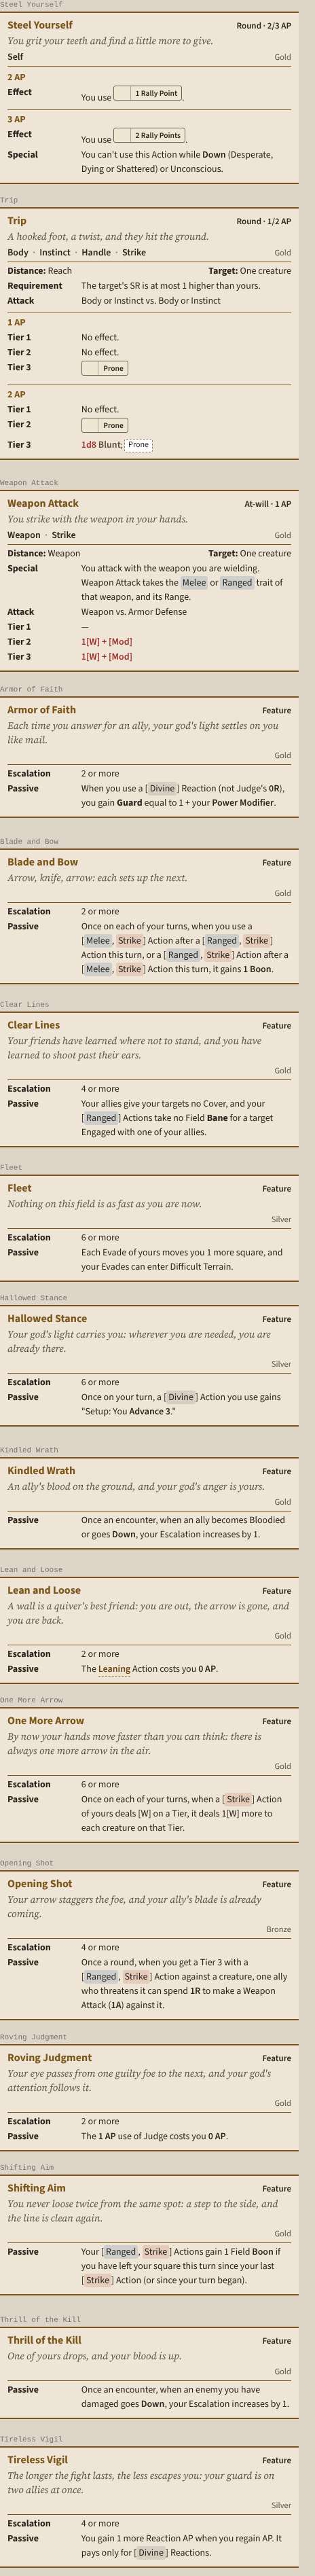 Steel Yourself
Steel Yourself Round · 2/3 AP
You grit your teeth and find a little more to give.
Self Gold
2 AP
Effect You use 1 Rally Point.
3 AP
Effect You use 2 Rally Points.
Special You can't use this Action while Down (Desperate,
Dying or Shattered) or Unconscious.
Trip
Trip Round · 1/2 AP
A hooked foot, a twist, and they hit the ground.
Body · Instinct · Handle · Strike Gold
Distance: Reach Target: One creature
Requirement The target's SR is at most 1 higher than yours.
Attack Body or Instinct vs. Body or Instinct
1 AP
Tier 1 No effect.
Tier 2 No effect.
Tier 3 Prone
2 AP
Tier 1 No effect.
Tier 2 Prone
Tier 3 1d8 Blunt; Prone
Weapon Attack
Weapon Attack At-will · 1 AP
You strike with the weapon in your hands.
Weapon · Strike Gold
Distance: Weapon Target: One creature
Special You attack with the weapon you are wielding.
Weapon Attack takes the Melee or Ranged trait of
that weapon, and its Range.
Attack Weapon vs. Armor Defense
Tier 1 —
Tier 2 1[W] + [Mod]
Tier 3 1[W] + [Mod]
Armor of Faith
Armor of Faith Feature
Each time you answer for an ally, your god's light settles on you
like mail.
Gold
Escalation 2 or more
Passive When you use a [Divine] Reaction (not Judge's 0R),
you gain Guard equal to 1 + your Power Modifier.
Blade and Bow
Blade and Bow Feature
Arrow, knife, arrow: each sets up the next.
Gold
Escalation 2 or more
Passive Once on each of your turns, when you use a
[Melee, Strike] Action after a [Ranged, Strike]
Action this turn, or a [Ranged, Strike] Action after a
[Melee, Strike] Action this turn, it gains 1 Boon.
Clear Lines
Clear Lines Feature
Your friends have learned where not to stand, and you have
learned to shoot past their ears.
Gold
Escalation 4 or more
Passive Your allies give your targets no Cover, and your
[Ranged] Actions take no Field Bane for a target
Engaged with one of your allies.
Fleet
Fleet Feature
Nothing on this field is as fast as you are now.
Silver
Escalation 6 or more
Passive Each Evade of yours moves you 1 more square, and
your Evades can enter Difficult Terrain.
Hallowed Stance
Hallowed Stance Feature
Your god's light carries you: wherever you are needed, you are
already there.
Silver
Escalation 6 or more
Passive Once on your turn, a [Divine] Action you use gains
"Setup: You Advance 3."
Kindled Wrath
Kindled Wrath Feature
An ally's blood on the ground, and your god's anger is yours.
Gold
Passive Once an encounter, when an ally becomes Bloodied
or goes Down, your Escalation increases by 1.
Lean and Loose
Lean and Loose Feature
A wall is a quiver's best friend: you are out, the arrow is gone, and
you are back.
Gold
Escalation 2 or more
Passive The Leaning Action costs you 0 AP.
One More Arrow
One More Arrow Feature
By now your hands move faster than you can think: there is
always one more arrow in the air.
Gold
Escalation 6 or more
Passive Once on each of your turns, when a [Strike] Action
of yours deals [W] on a Tier, it deals 1[W] more to
each creature on that Tier.
Opening Shot
Opening Shot Feature
Your arrow staggers the foe, and your ally's blade is already
coming.
Bronze
Escalation 4 or more
Passive Once a round, when you get a Tier 3 with a
[Ranged, Strike] Action against a creature, one ally
who threatens it can spend 1R to make a Weapon
Attack (1A) against it.
Roving Judgment
Roving Judgment Feature
Your eye passes from one guilty foe to the next, and your god's
attention follows it.
Gold
Escalation 2 or more
Passive The 1 AP use of Judge costs you 0 AP.
Shifting Aim
Shifting Aim Feature
You never loose twice from the same spot: a step to the side, and
the line is clean again.
Gold
Passive Your [Ranged, Strike] Actions gain 1 Field Boon if
you have left your square this turn since your last
[Strike] Action (or since your turn began).
Thrill of the Kill
Thrill of the Kill Feature
One of yours drops, and your blood is up.
Gold
Passive Once an encounter, when an enemy you have
damaged goes Down, your Escalation increases by 1.
Tireless Vigil
Tireless Vigil Feature
The longer the fight lasts, the less escapes you: your guard is on
two allies at once.
Silver
Escalation 4 or more
Passive You gain 1 more Reaction AP when you regain AP. It
pays only for [Divine] Reactions.